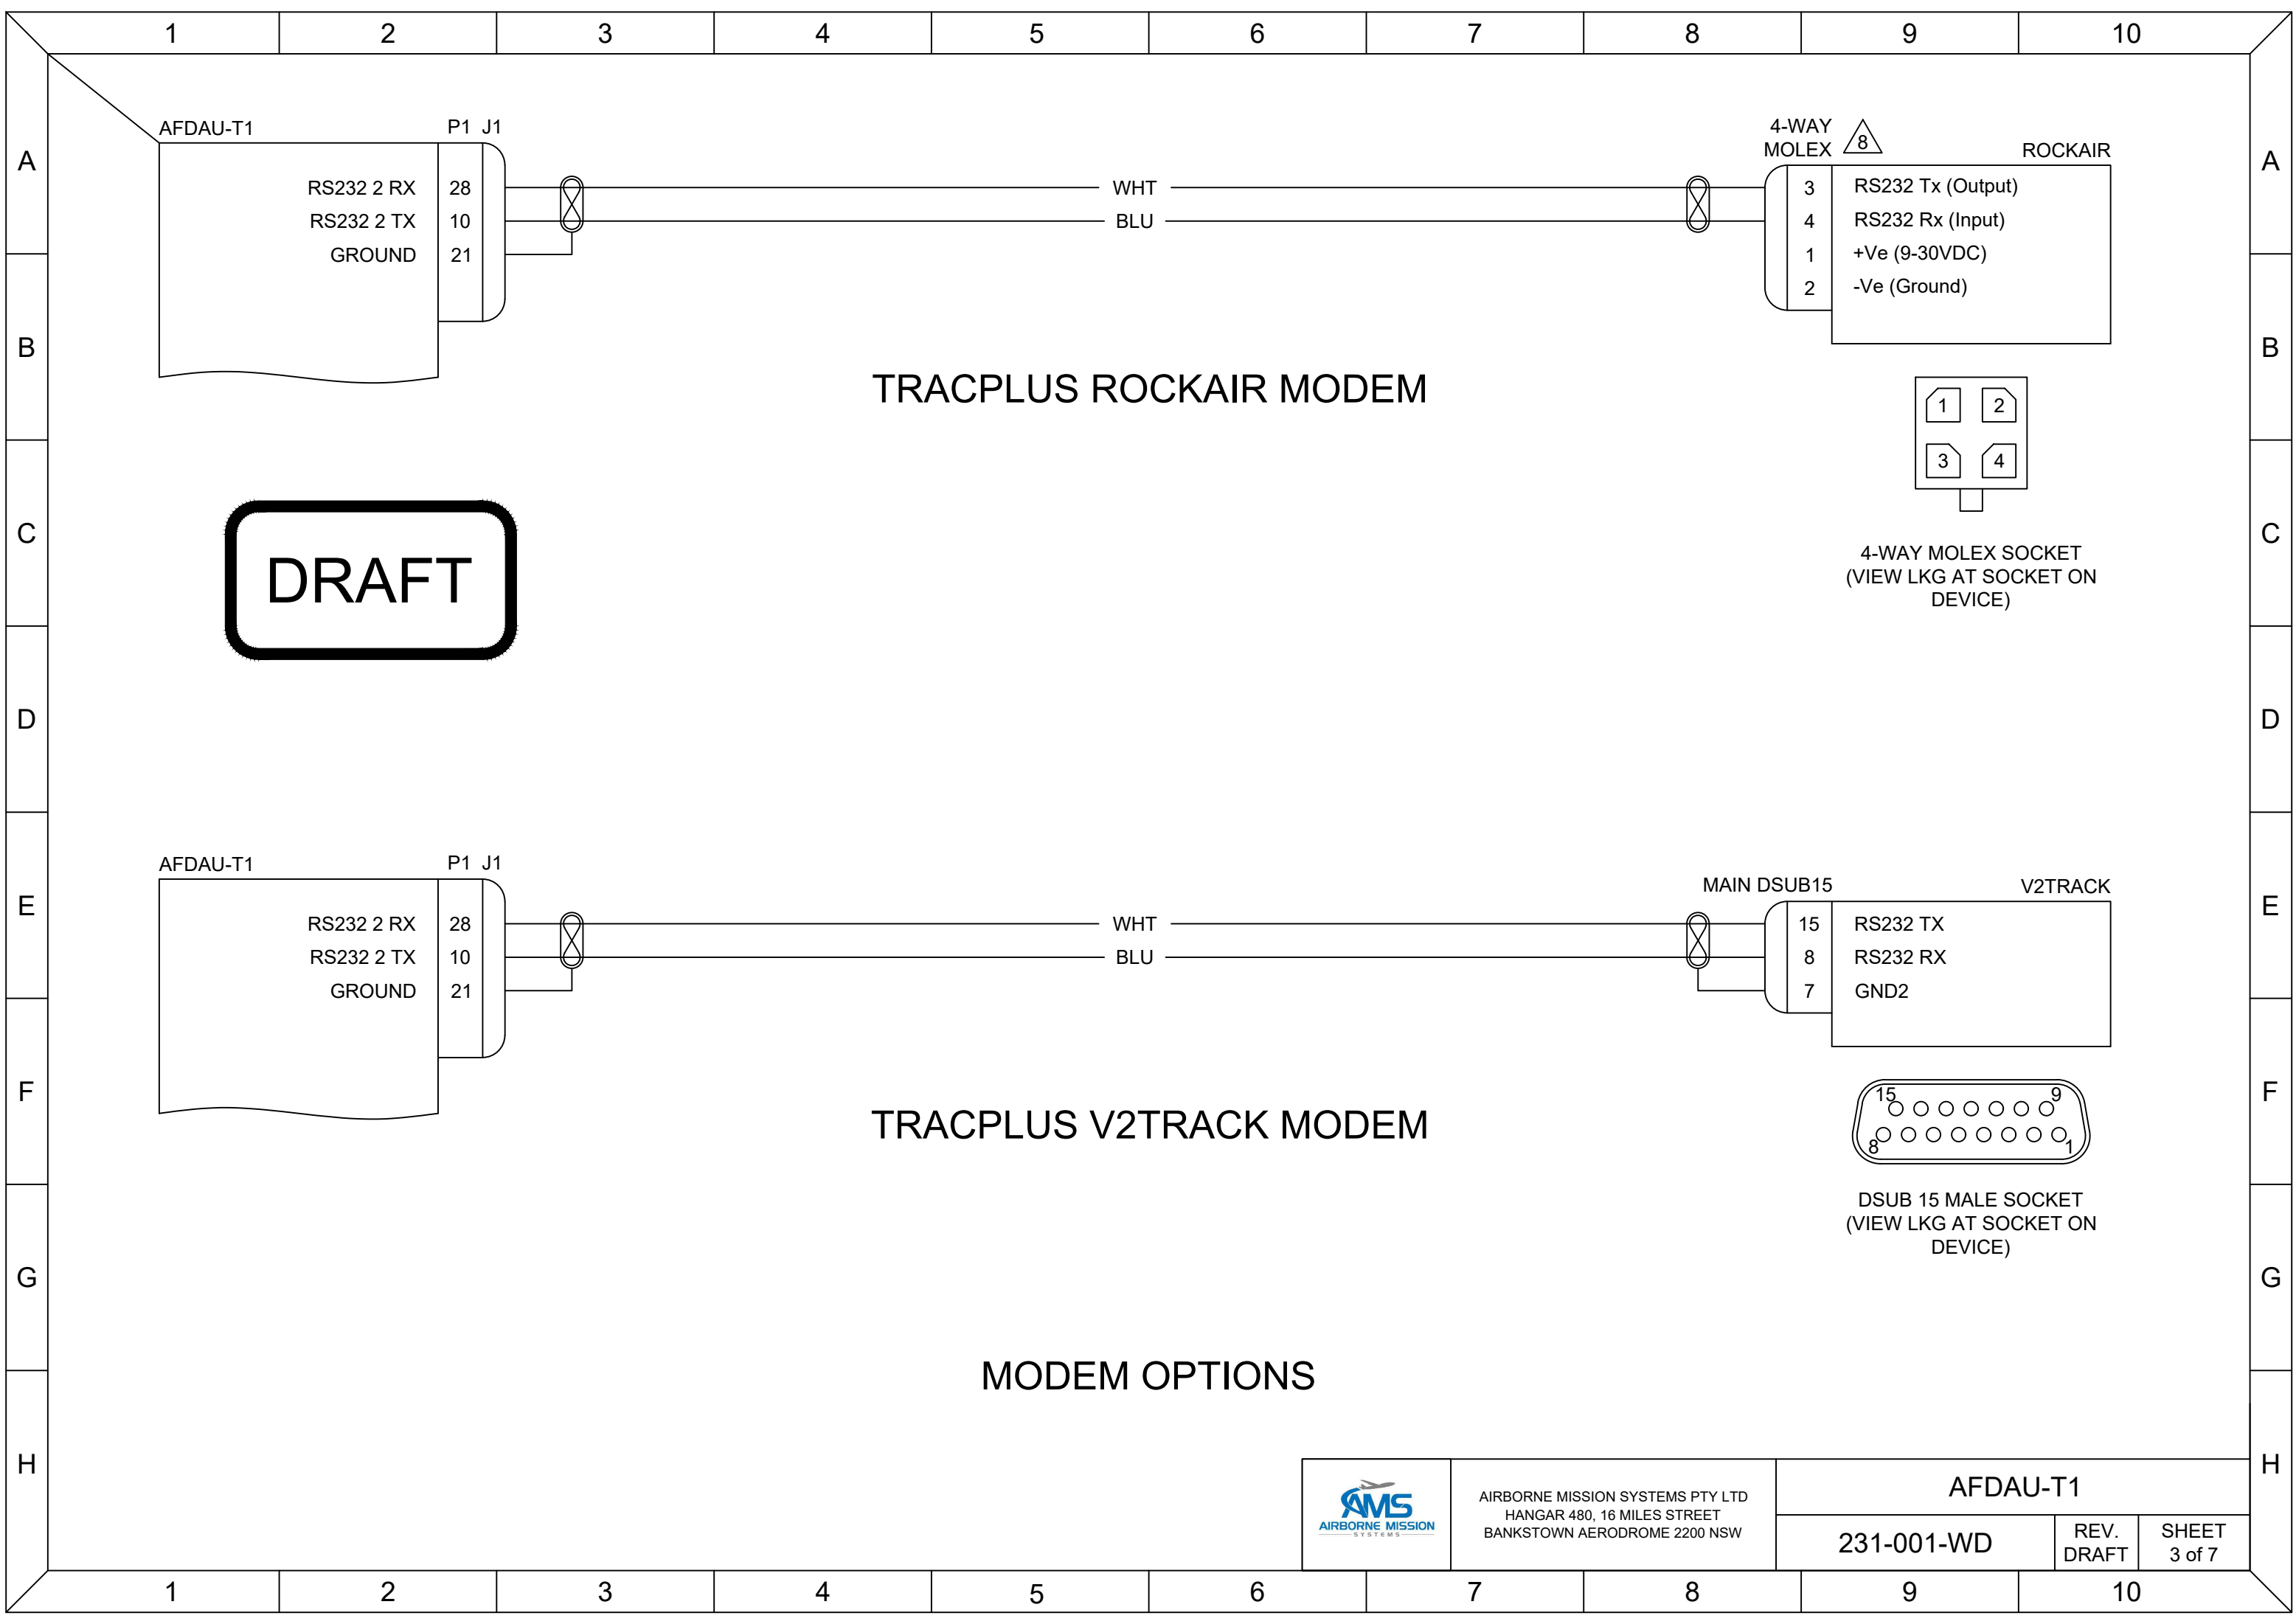 1 2 3 4 5 6 7 8 9 10
A A
B B
C C
D D
E E
F F
G G
H H
AFDAU-T1 P1 J1
RS232 2 RX 28
RS232 2 TX 10
GROUND 21
WHT
BLU
4-WAY
MOLEX 8
ROCKAIR
3 RS232 Tx (Output)
4 RS232 Rx (Input)
1 +Ve (9-30VDC)
2 -Ve (Ground)
TRACPLUS ROCKAIR MODEM
1 2
3 4
4-WAY MOLEX SOCKET
(VIEW LKG AT SOCKET ON
DEVICE)
DRAFT
AFDAU-T1 P1 J1
RS232 2 RX 28
RS232 2 TX 10
GROUND 21
WHT
BLU
MAIN DSUB15
V2TRACK
15 RS232 TX
8 RS232 RX
7 GND2
TRACPLUS V2TRACK MODEM
15 9
8 1
DSUB 15 MALE SOCKET
(VIEW LKG AT SOCKET ON
DEVICE)
MODEM OPTIONS
AMS
AIRBORNE MISSION
SYSTEMS
AIRBORNE MISSION SYSTEMS PTY LTD
HANGAR 480, 16 MILES STREET
BANKSTOWN AERODROME 2200 NSW
AFDAU-T1
231-001-WD
REV.
DRAFT
SHEET
3 of 7
1 2 3 4 5 6 7 8 9 10